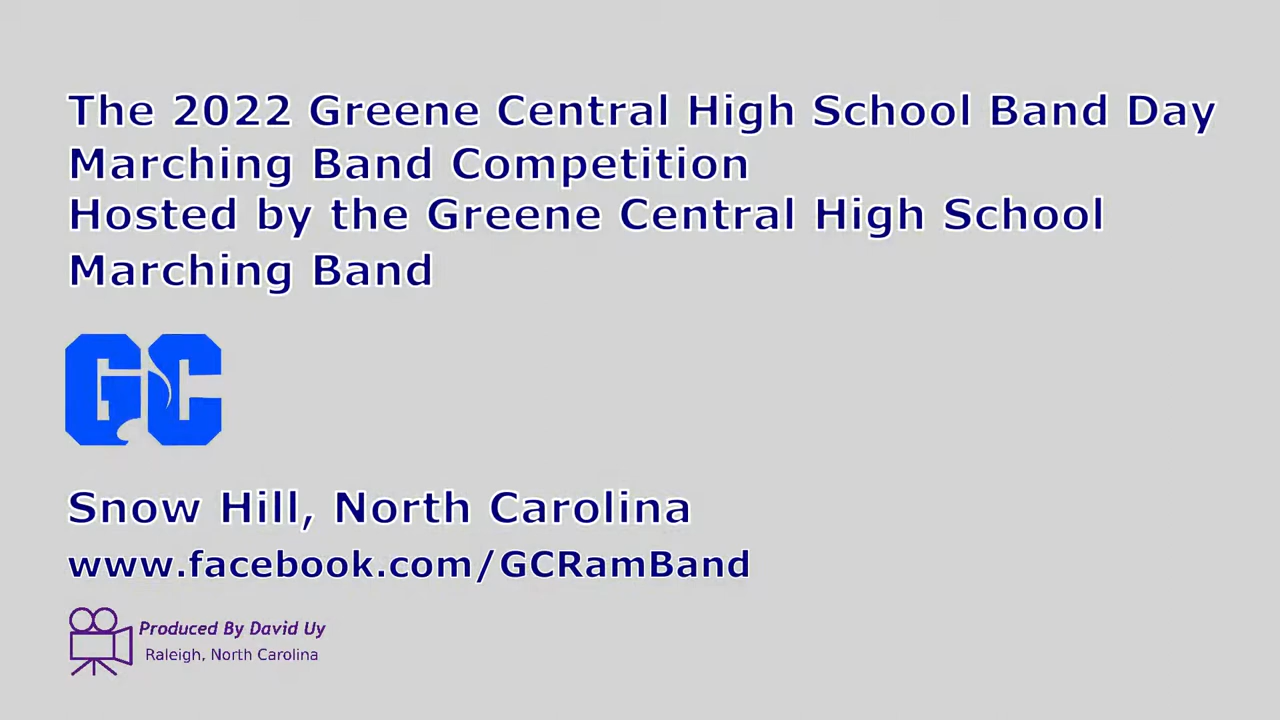 The 2022 Greene Central High School Band Day
Marching Band Competition
Hosted by the Greene Central High School
Marching Band
GC
Snow Hill, North Carolina
www.facebook.com/GCRamBand
Produced By David Uy
Raleigh, North Carolina